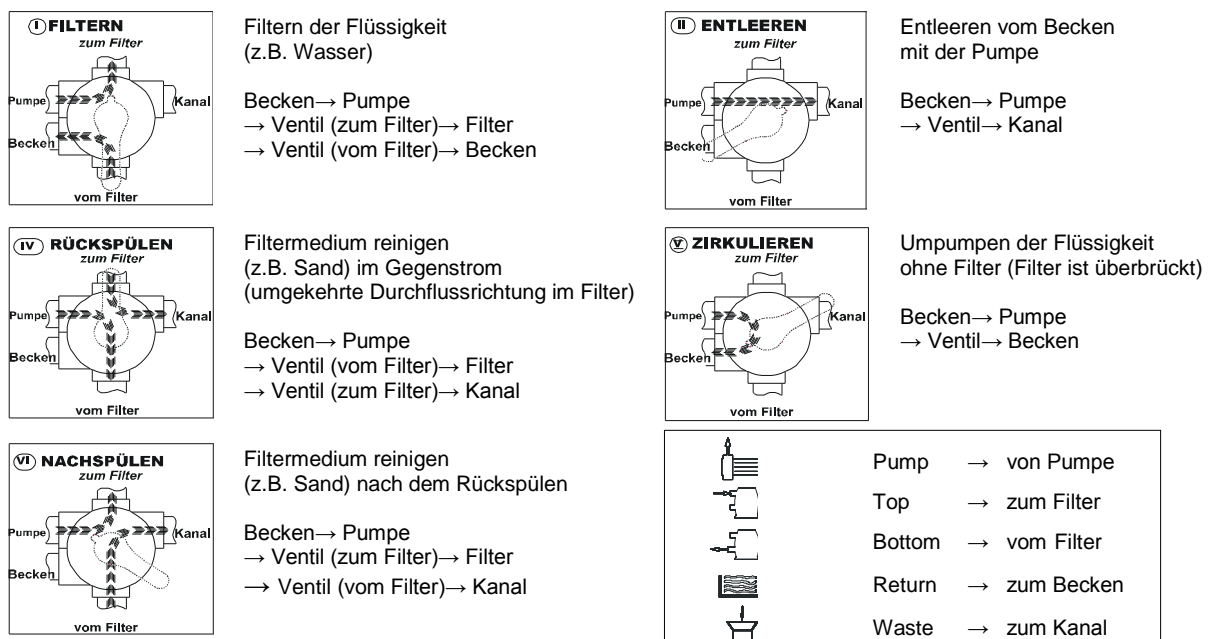 I FILTERN
zum Filter
Pumpe
Kanal
Becken
vom Filter
Filtern der Flüssigkeit
(z.B. Wasser)
Becken→ Pumpe
→ Ventil (zum Filter)→ Filter
→ Ventil (vom Filter)→ Becken
II ENTLEEREN
zum Filter
Pumpe
Kanal
Becken
vom Filter
Entleeren vom Becken
mit der Pumpe
Becken→ Pumpe
→ Ventil→ Kanal
IV RÜCKSPÜLEN
zum Filter
Pumpe
Kanal
Becken
vom Filter
Filtermedium reinigen
(z.B. Sand) im Gegenstrom
(umgekehrte Durchflussrichtung im Filter)
Becken→ Pumpe
→ Ventil (vom Filter)→ Filter
→ Ventil (zum Filter)→ Kanal
V ZIRKULIEREN
zum Filter
Pumpe
Kanal
Becken
vom Filter
Umpumpen der Flüssigkeit
ohne Filter (Filter ist überbrückt)
Becken→ Pumpe
→ Ventil→ Becken
VI NACHSPÜLEN
zum Filter
Pumpe
Kanal
Becken
vom Filter
Filtermedium reinigen
(z.B. Sand) nach dem Rückspülen
Becken→ Pumpe
→ Ventil (zum Filter)→ Filter
→ Ventil (vom Filter)→ Kanal
Pump → von Pumpe
Top → zum Filter
Bottom → vom Filter
Return → zum Becken
Waste → zum Kanal